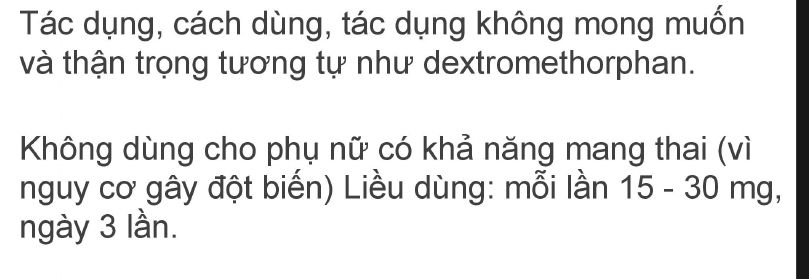 Tác dụng, cách dùng, tác dụng không mong muốn
và thận trọng tương tự như dextromethorphan.
Không dùng cho phụ nữ có khả năng mang thai (vì
nguy cơ gây đột biến) Liều dùng: mỗi lần 15 - 30 mg,
ngày 3 lần.